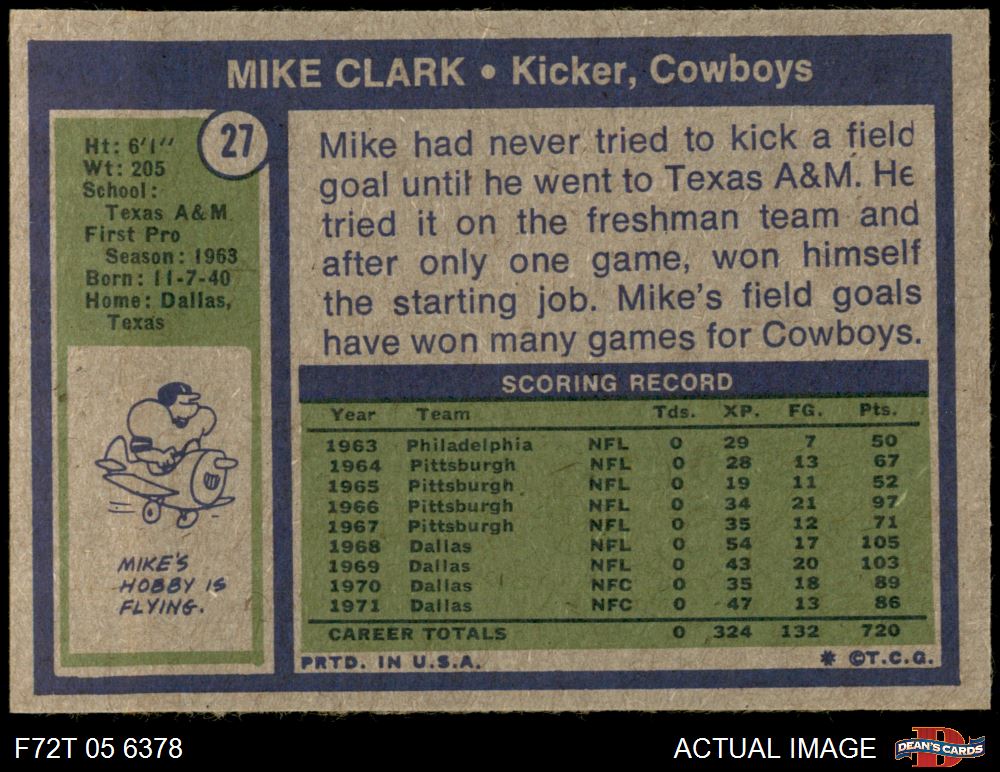 MIKE CLARK • Kicker, Cowboys
27
Ht: 6'1"
Wt: 205
School:
Texas A&M
First Pro
Season: 1963
Born: 11-7-40
Home: Dallas,
Texas
MIKE'S
HOBBY IS
FLYING.
Mike had never tried to kick a field
goal until he went to Texas A&M. He
tried it on the freshman team and
after only one game, won himself
the starting job. Mike's field goals
have won many games for Cowboys.
SCORING RECORD
Year Team Tds. XP. FG. Pts.
1963 Philadelphia NFL 0 29 7 50
1964 Pittsburgh NFL 0 28 13 67
1965 Pittsburgh NFL 0 19 11 52
1966 Pittsburgh NFL 0 34 21 97
1967 Pittsburgh NFL 0 35 12 71
1968 Dallas NFL 0 54 17 105
1969 Dallas NFL 0 43 20 103
1970 Dallas NFC 0 35 18 89
1971 Dallas NFC 0 47 13 86
CAREER TOTALS 0 324 132 720
PRTD. IN U.S.A. * ©T.C.G.
F72T 05 6378 ACTUAL IMAGE
DEAN'S CARDS